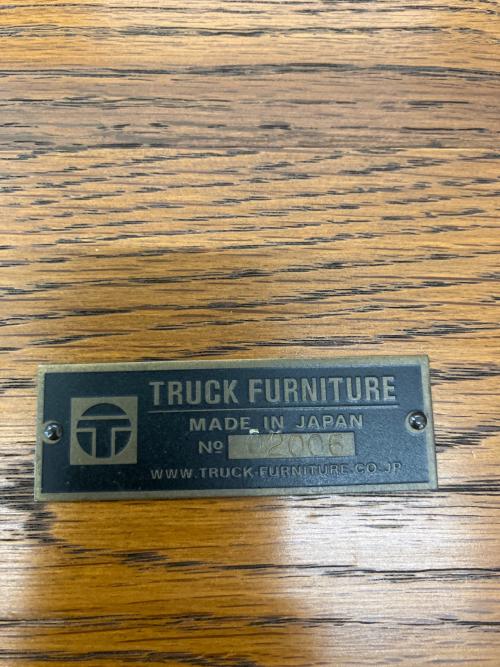 TRUCK FURNITURE
MADE IN JAPAN
No 02006
WWW.TRUCK-FURNITURE.CO.JP